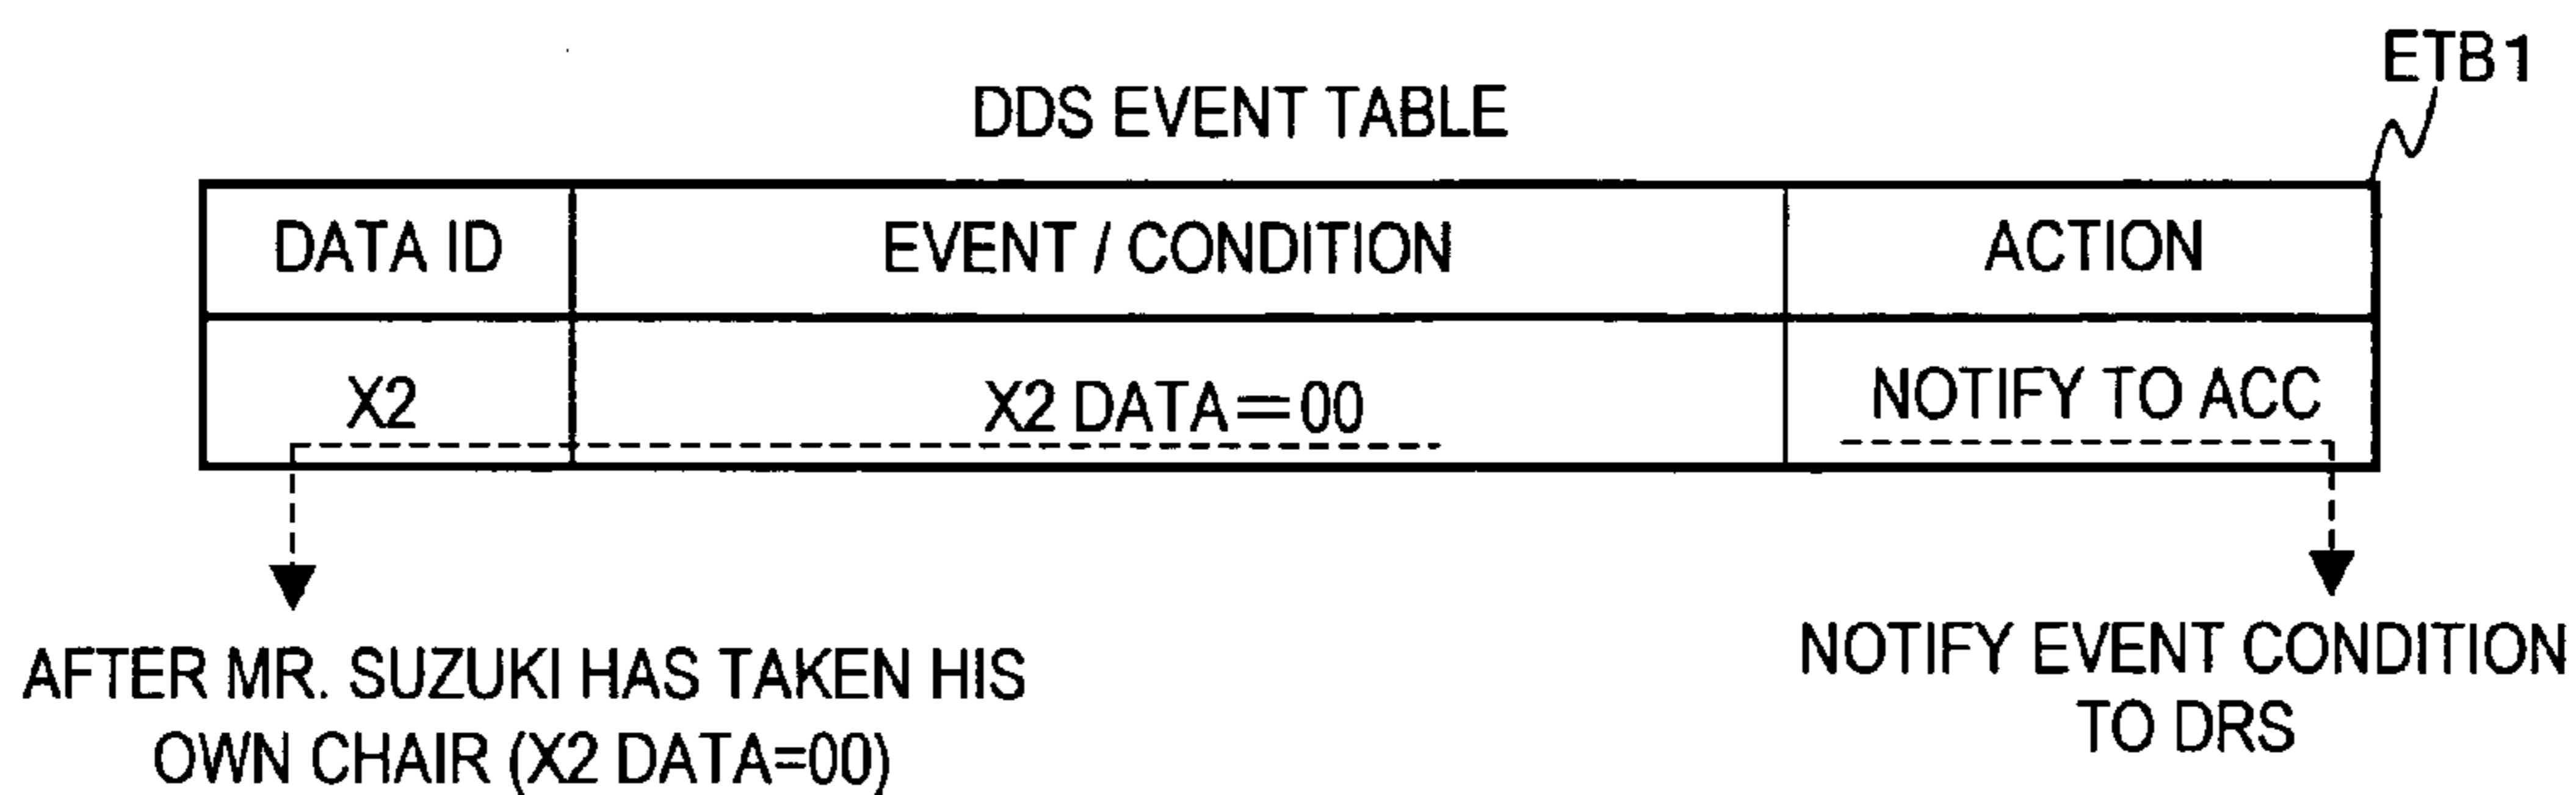 ETB1
DDS EVENT TABLE
DATA ID EVENT / CONDITION ACTION
X2 X2 DATA=00 NOTIFY TO ACC
AFTER MR. SUZUKI HAS TAKEN HIS
OWN CHAIR (X2 DATA=00)
NOTIFY EVENT CONDITION
TO DRS